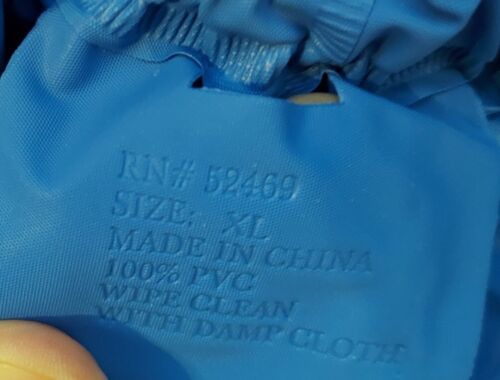 RN# 52469
SIZE: XL
MADE IN CHINA
100% PVC
WIPE CLEAN
WITH DAMP CLOTH